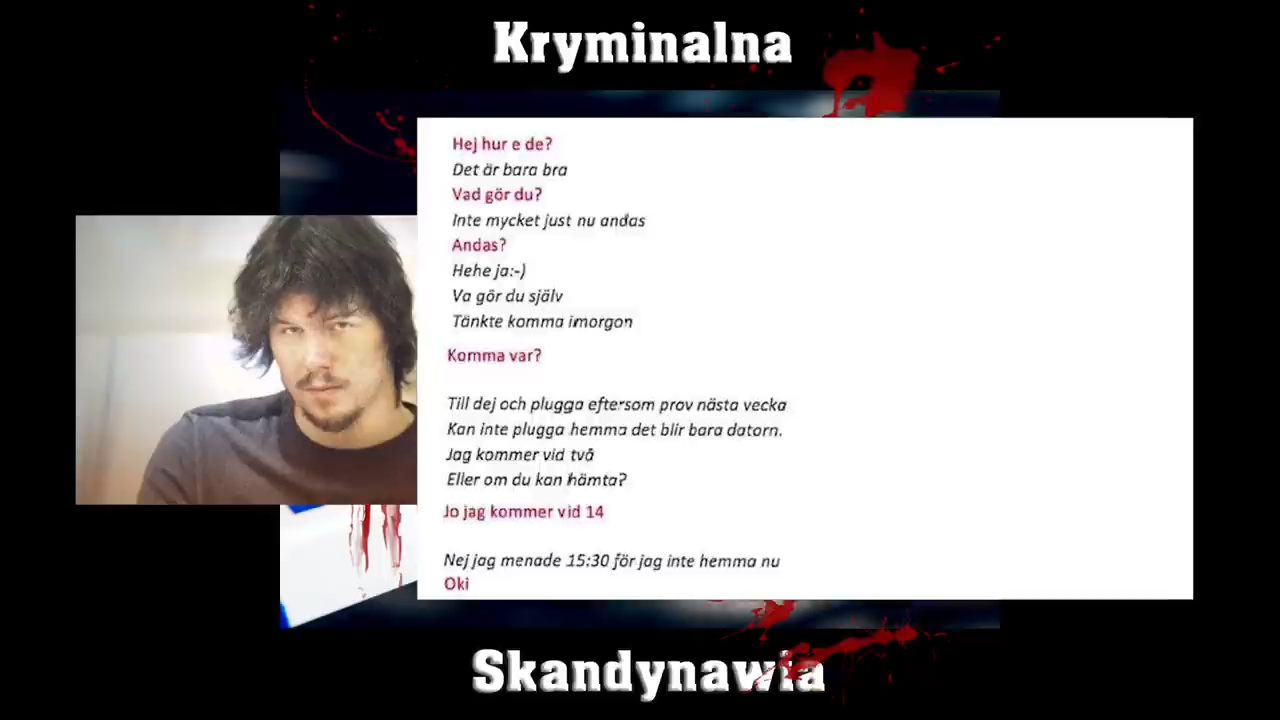 Kryminalna
Hej hur e de?
Det är bara bra
Vad gör du?
Inte mycket just nu andas
Andas?
Hehe ja:-)
Va gör du själv
Tänkte komma imorgon
Komma var?
Till dej och plugga eftersom prov nästa vecka
Kan inte plugga hemma det blir bara datorn.
Jag kommer vid två
Eller om du kan hämta?
Jo jag kommer vid 14
Nej jag menade 15:30 för jag inte hemma nu
Oki
Skandynawia